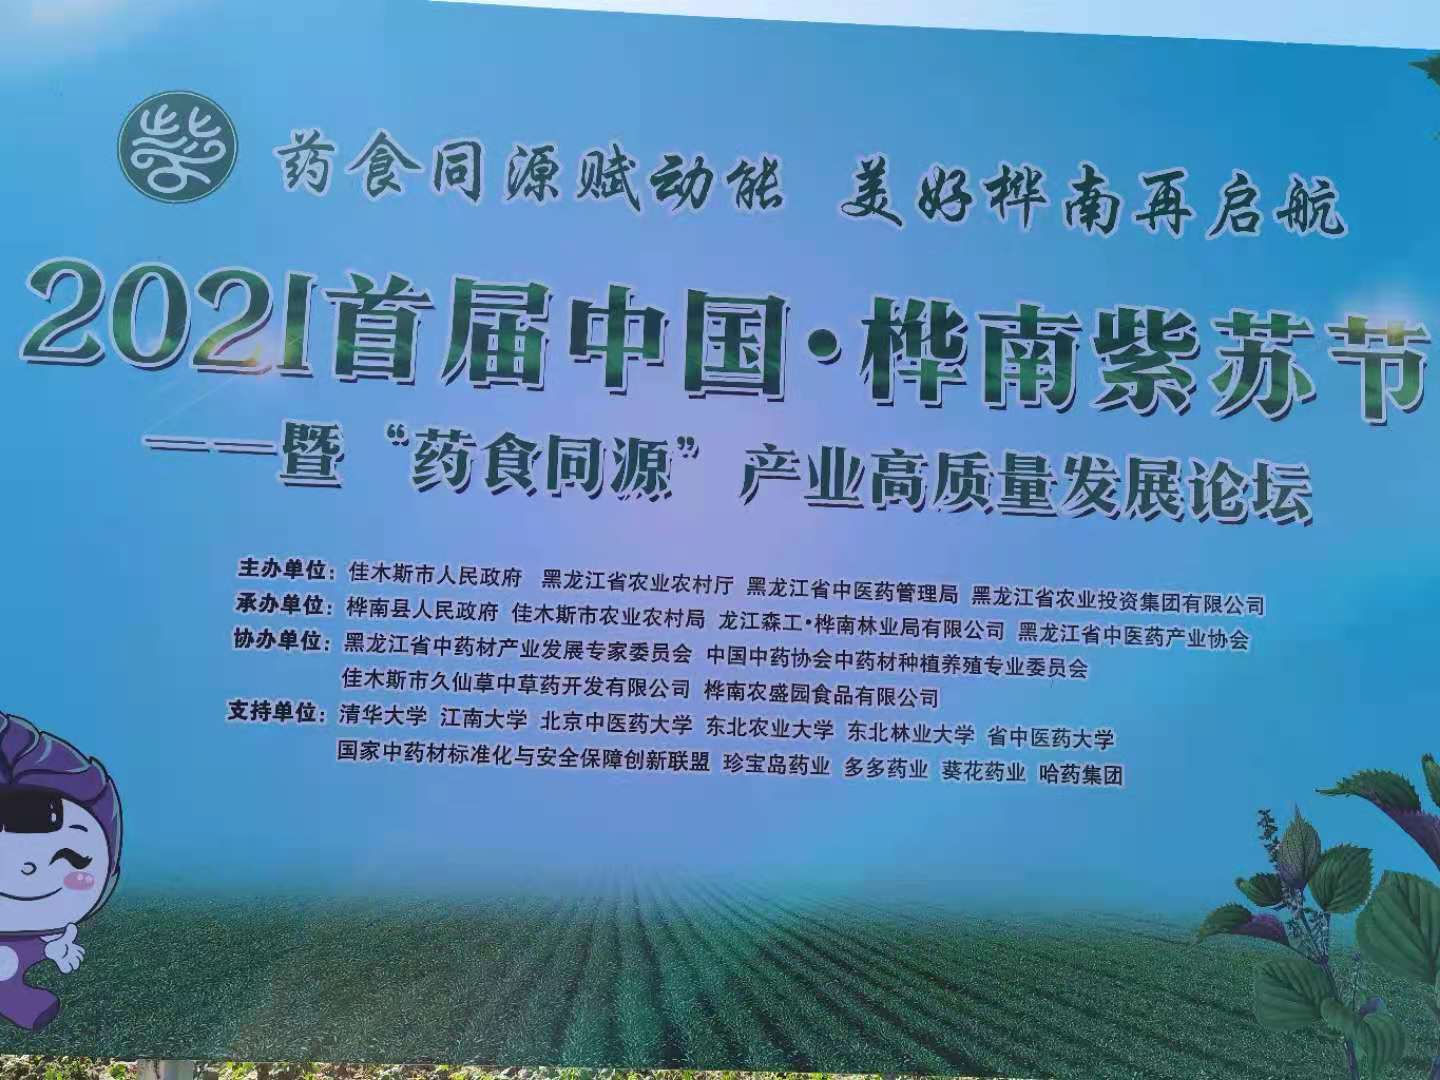 药食同源赋动能 美好桦南再启航
2021首届中国·桦南紫苏节
——暨“药食同源”产业高质量发展论坛
主办单位：佳木斯市人民政府 黑龙江省农业农村厅 黑龙江省中医药管理局 黑龙江省农业投资集团有限公司
承办单位：桦南县人民政府 佳木斯市农业农村局 龙江森工·桦南林业局有限公司 黑龙江省中医药产业协会
协办单位：黑龙江省中药材产业发展专家委员会 中国中药协会中药材种植养殖专业委员会
佳木斯市久仙草中草药开发有限公司 桦南农盛园食品有限公司
支持单位：清华大学 江南大学 北京中医药大学 东北农业大学 东北林业大学 省中医药大学
国家中药材标准化与安全保障创新联盟 珍宝岛药业 多多药业 葵花药业 哈药集团